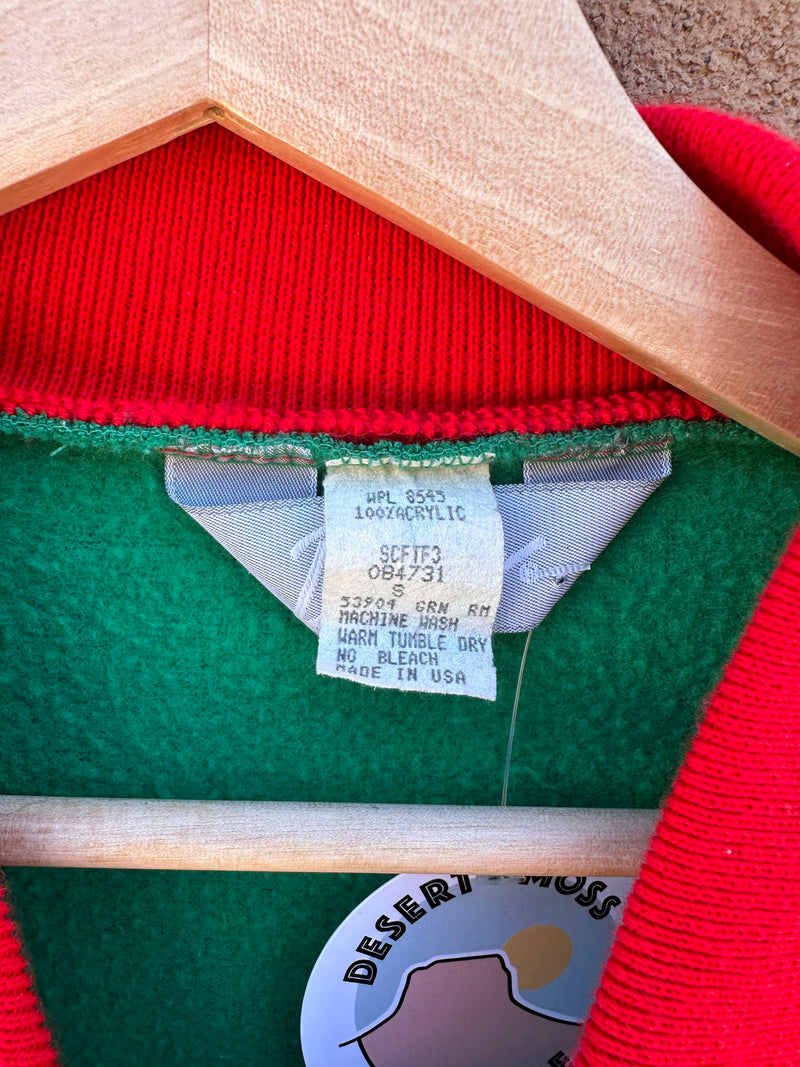 WPL 8545
100%ACRYLIC
SCFTF3
084731
S
53904 GRN RM
MACHINE WASH
WARM TUMBLE DRY
NO BLEACH
MADE IN USA
DESERT MOSS